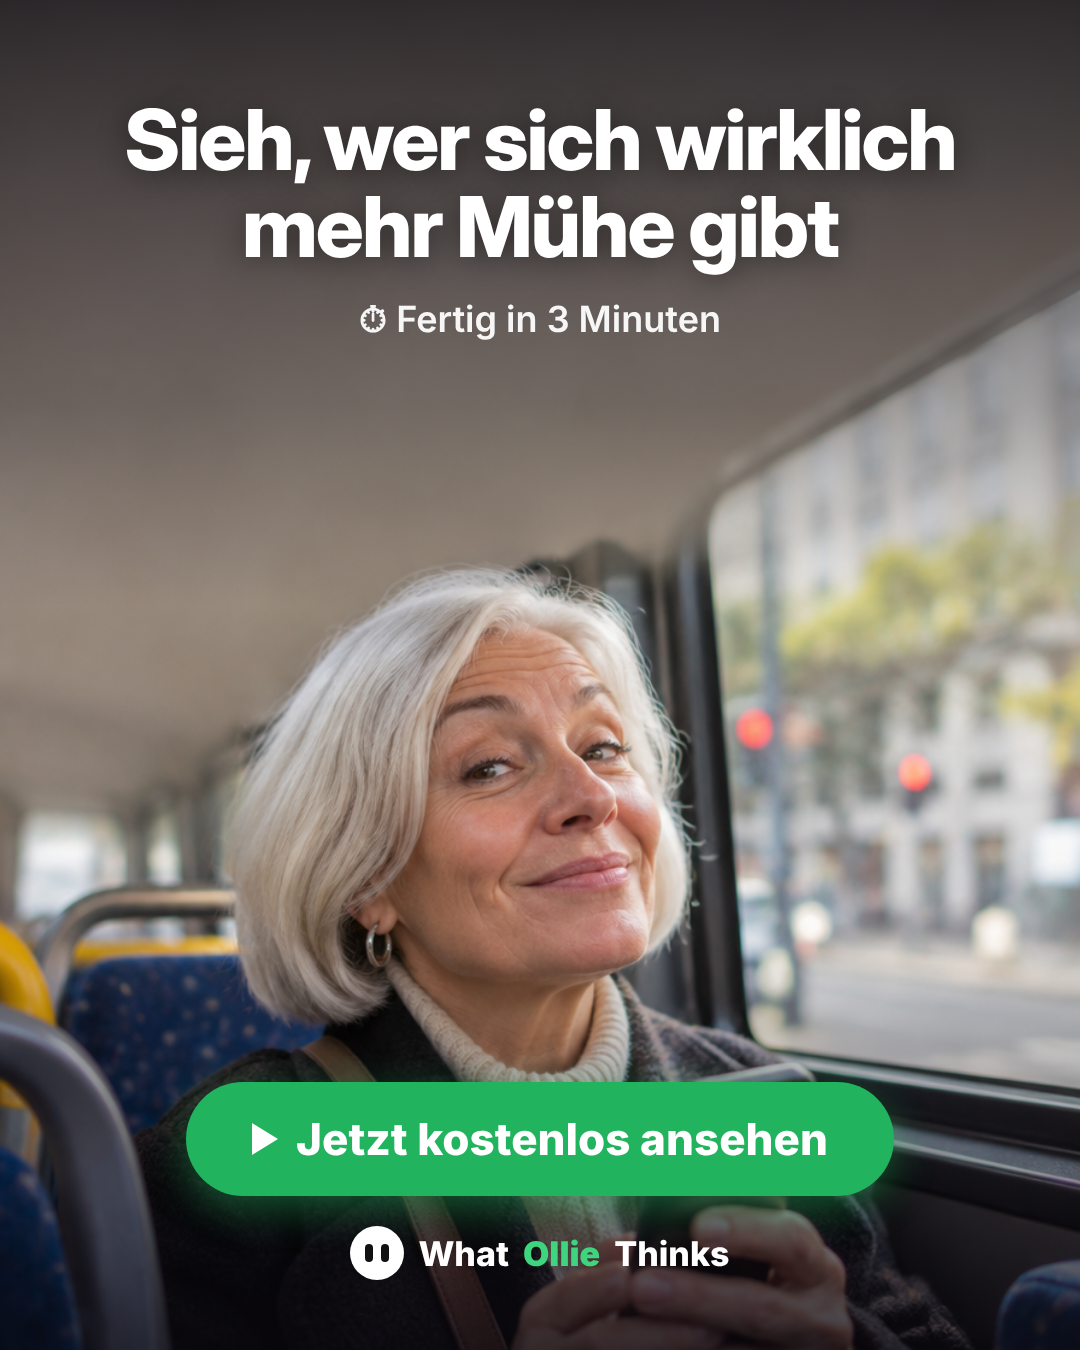 Sieh, wer sich wirklich
mehr Mühe gibt
⏱ Fertig in 3 Minuten
▶ Jetzt kostenlos ansehen
What Ollie Thinks